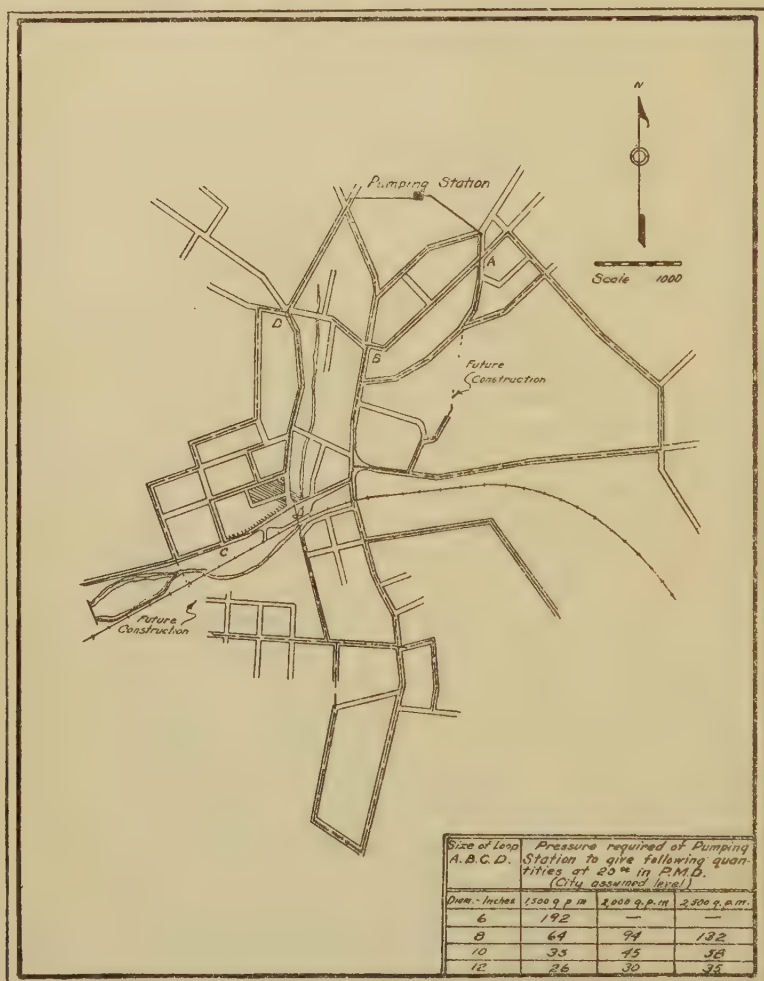 N
Pumping Station
A
Scale 1000
D
B
Future
Construction
C
Future
Construction
Size of Loop
A. B. C. D.
Pressure required of Pumping
Station to give following quan-
tities at 20# in P.M.D.
(City assumed level)
Diam. - Inches 1,500 g.p.m 2,000 g.p.m 2,500 g.p.m.
6 192 — —
8 64 94 132
10 35 45 58
12 26 30 35